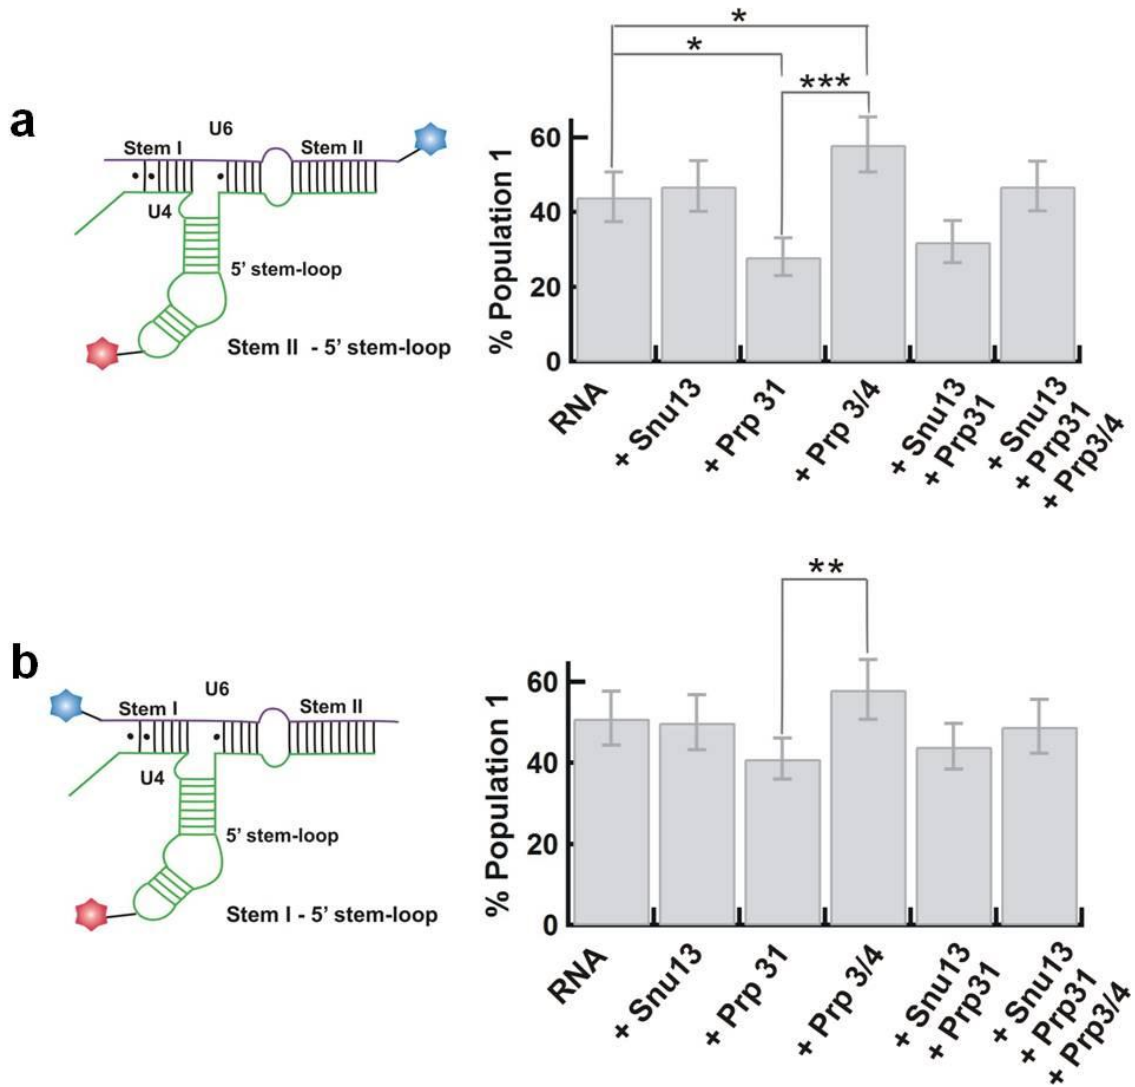 a
U6
Stem I
Stem II
U4
5' stem-loop
Stem II - 5' stem-loop
*
*
***
% Population 1
60
40
20
0
RNA
+ Snu13
+ Prp 31
+ Prp 3/4
+ Snu13
+ Prp31
+ Snu13
+ Prp31
+ Prp3/4
b
U6
Stem I
Stem II
U4
5' stem-loop
Stem I - 5' stem-loop
**
% Population 1
60
40
20
0
RNA
+ Snu13
+ Prp 31
+ Prp 3/4
+ Snu13
+ Prp31
+ Snu13
+ Prp31
+ Prp3/4